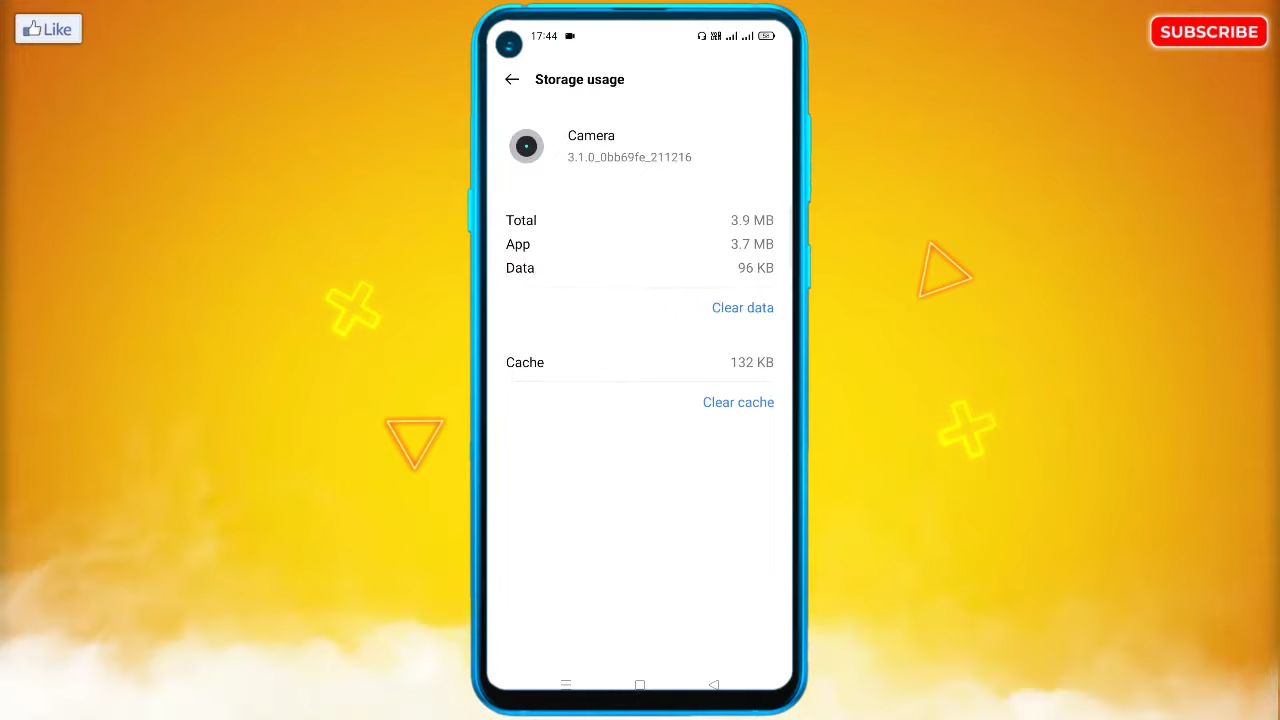 Like
SUBSCRIBE
17:44
Storage usage
Camera
3.1.0_0bb69fe_211216
Total 3.9 MB
App 3.7 MB
Data 96 KB
Clear data
Cache 132 KB
Clear cache